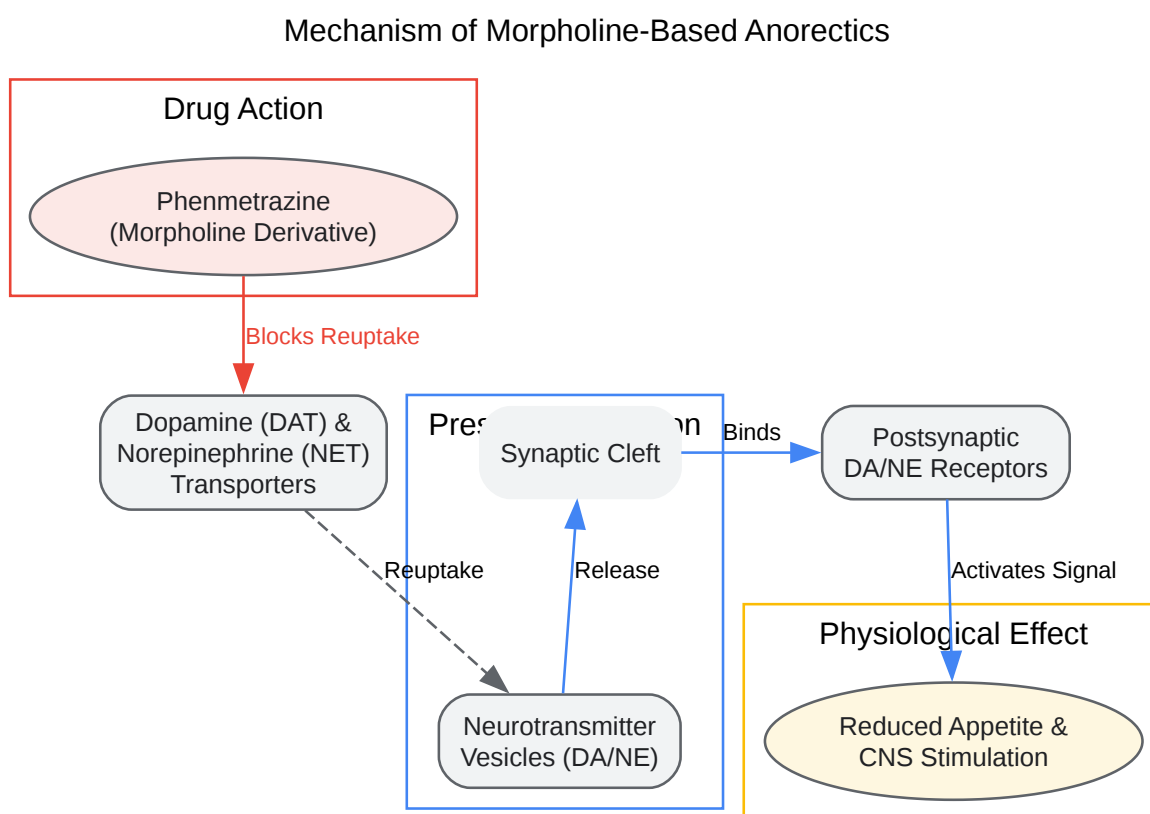 Mechanism of Morpholine-Based Anorectics
Drug Action
Phenmetrazine
(Morpholine Derivative)
Blocks Reuptake
Dopamine (DAT) &
Norepinephrine (NET)
Transporters
Synaptic Cleft
Binds
Postsynaptic
DA/NE Receptors
Reuptake
Release
Activates Signal
Physiological Effect
Neurotransmitter
Vesicles (DA/NE)
Reduced Appetite &
CNS Stimulation